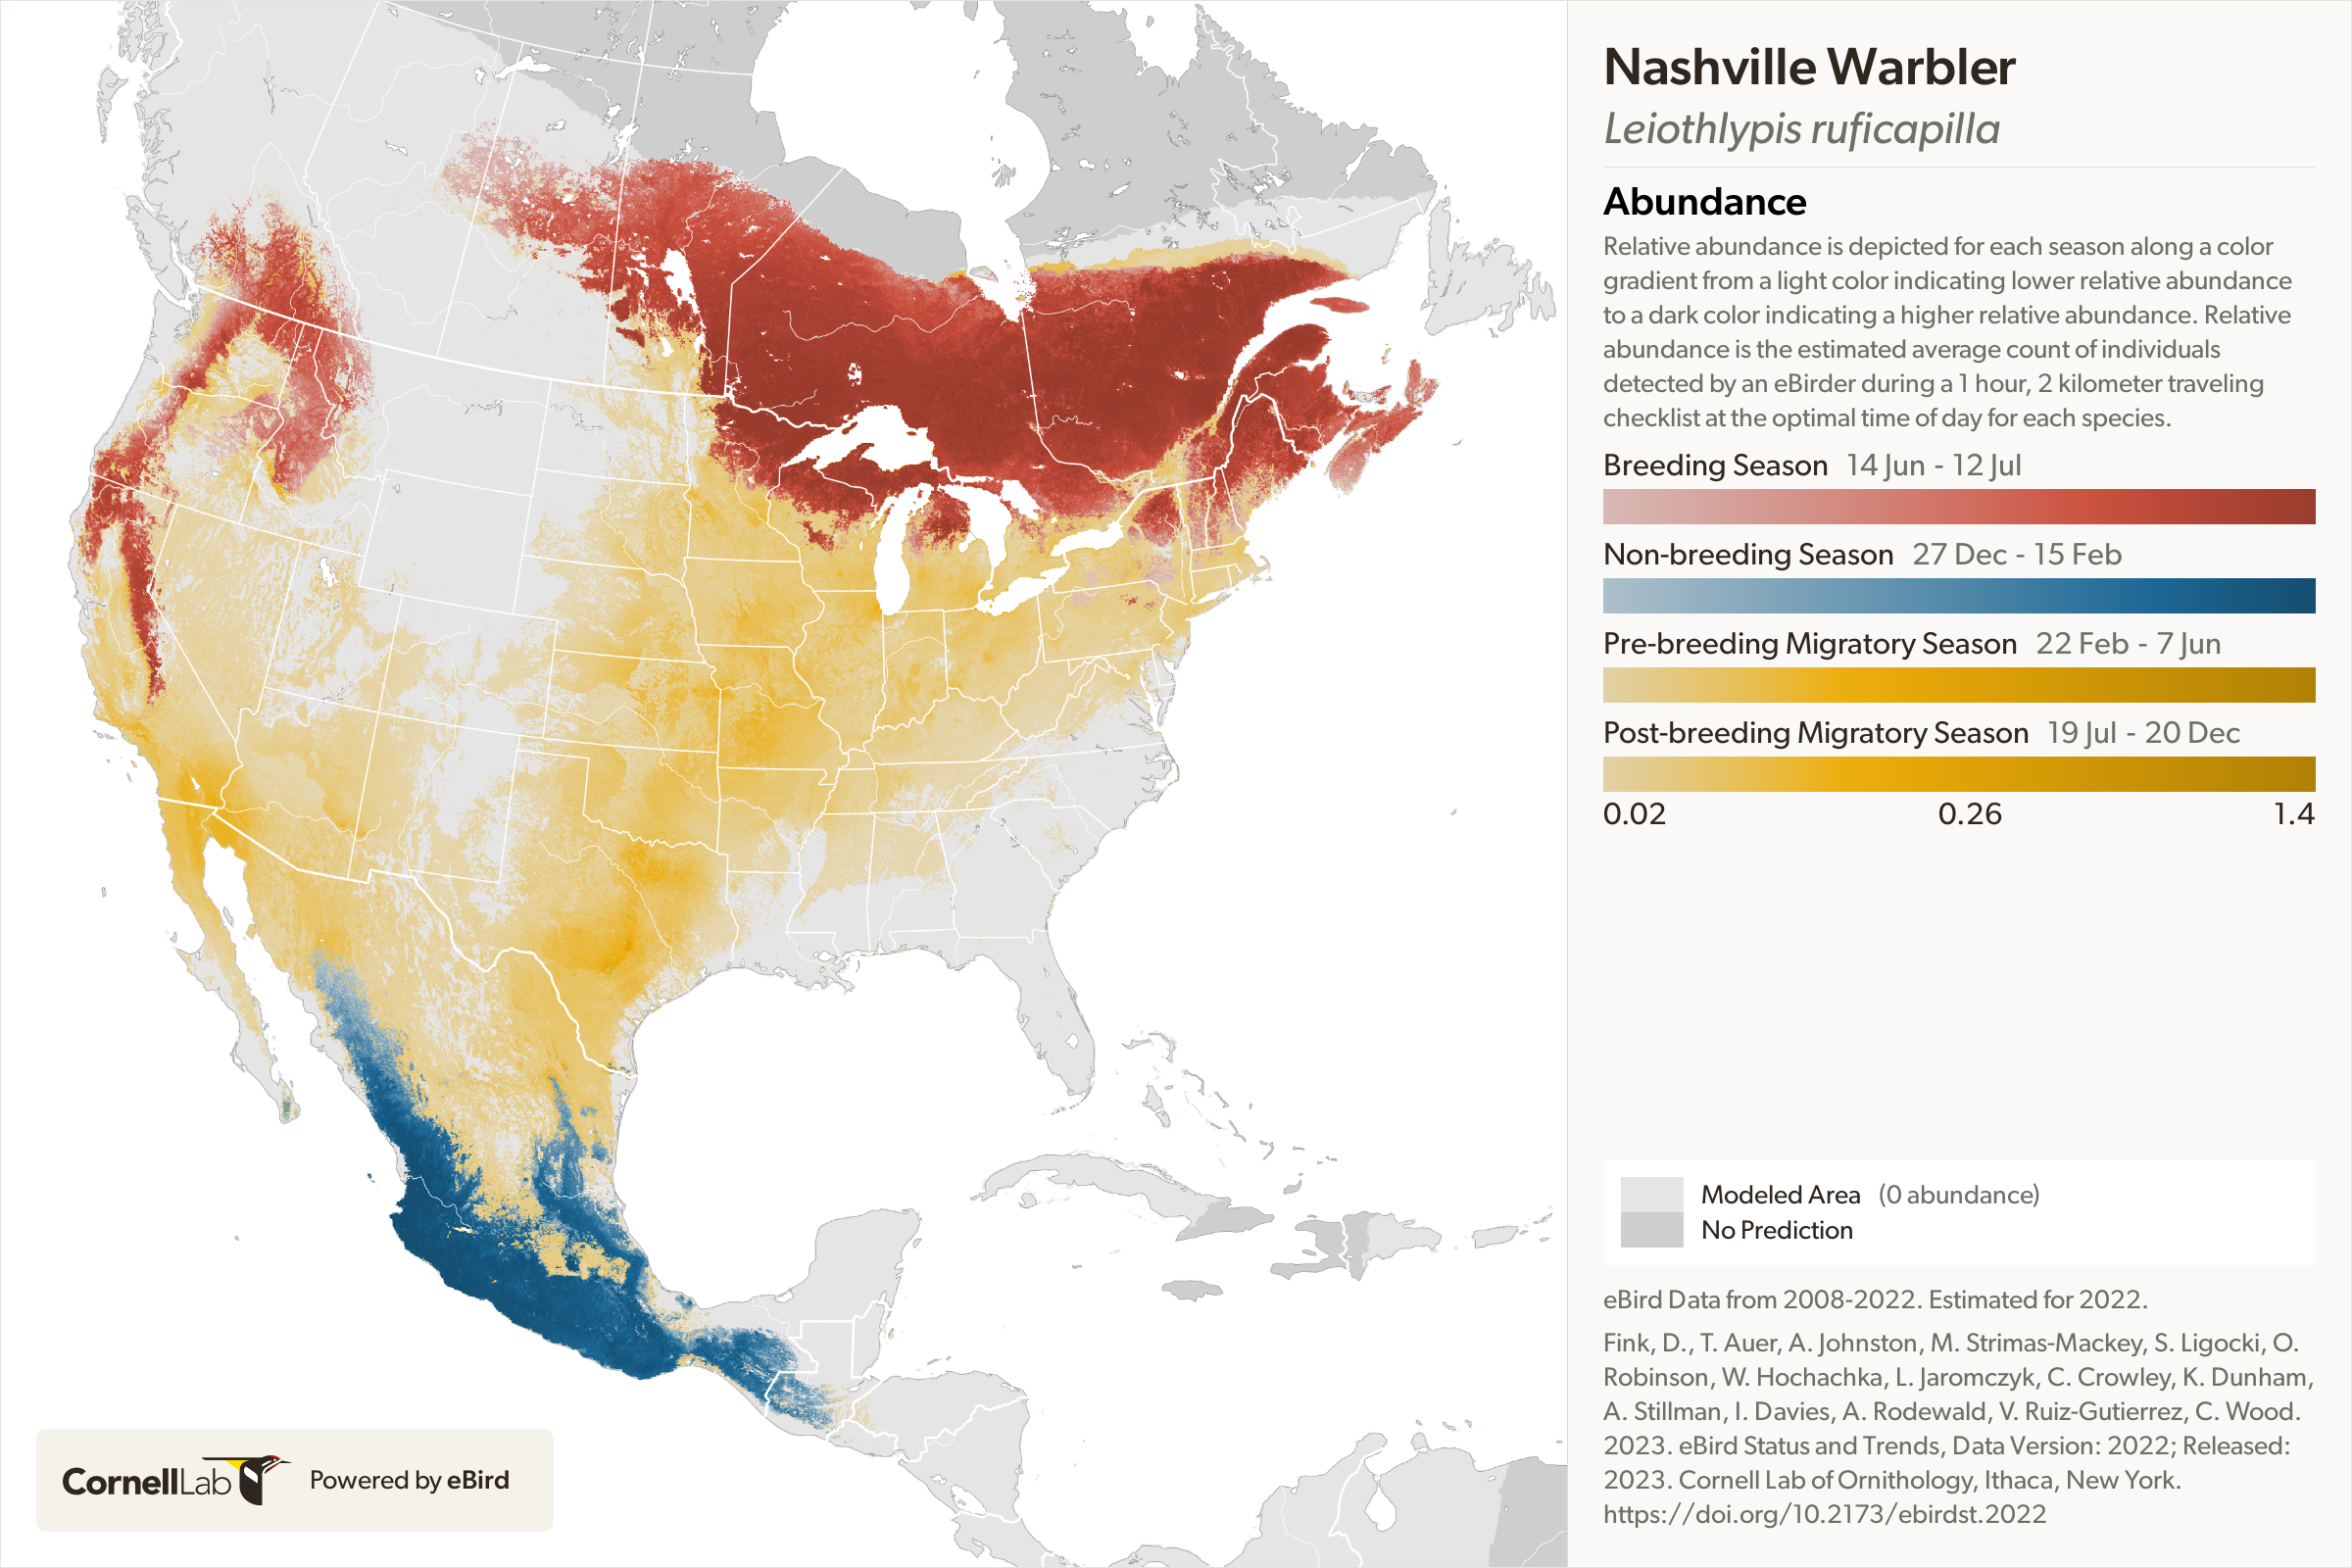 Nashville Warbler
Leiothlypis ruficapilla
Abundance
Relative abundance is depicted for each season along a color
gradient from a light color indicating lower relative abundance
to a dark color indicating a higher relative abundance. Relative
abundance is the estimated average count of individuals
detected by an eBirder during a 1 hour, 2 kilometer traveling
checklist at the optimal time of day for each species.
Breeding Season 14 Jun - 12 Jul
Non-breeding Season 27 Dec - 15 Feb
Pre-breeding Migratory Season 22 Feb - 7 Jun
Post-breeding Migratory Season 19 Jul - 20 Dec
0.02 0.26 1.4
Modeled Area (0 abundance)
No Prediction
eBird Data from 2008-2022. Estimated for 2022.
Fink, D., T. Auer, A. Johnston, M. Strimas-Mackey, S. Ligocki, O.
Robinson, W. Hochachka, L. Jaromczyk, C. Crowley, K. Dunham,
A. Stillman, I. Davies, A. Rodewald, V. Ruiz-Gutierrez, C. Wood.
2023. eBird Status and Trends, Data Version: 2022; Released:
2023. Cornell Lab of Ornithology, Ithaca, New York.
https://doi.org/10.2173/ebirdst.2022
CornellLab Powered by eBird